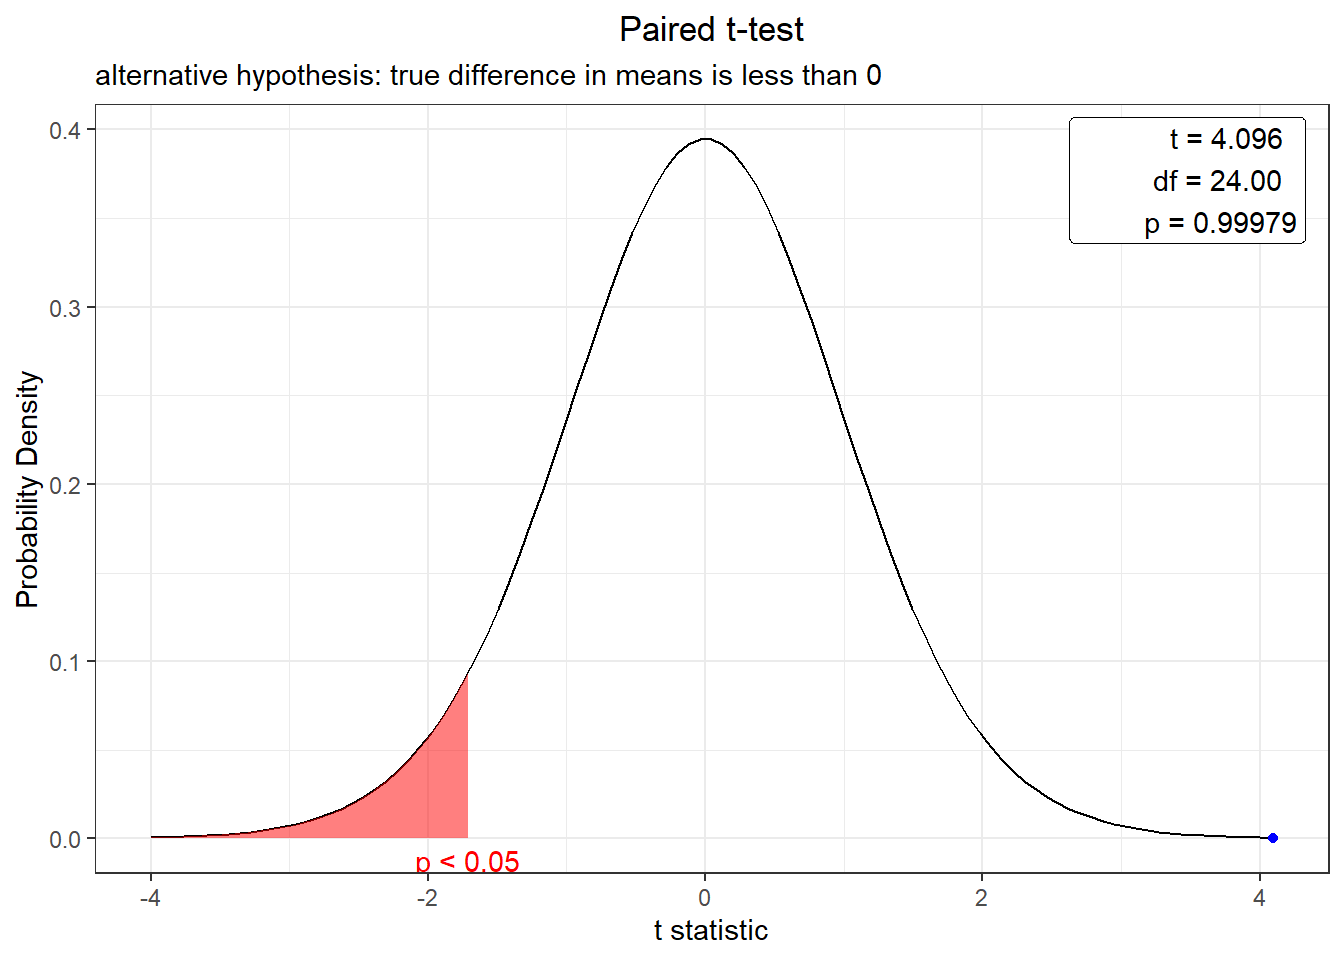 Paired t-test
alternative hypothesis: true difference in means is less than 0
t = 4.096
df = 24.00
p = 0.99979
Probability Density
0.4
0.3
0.2
0.1
0.0
p < 0.05
-4
-2
0
2
4
t statistic